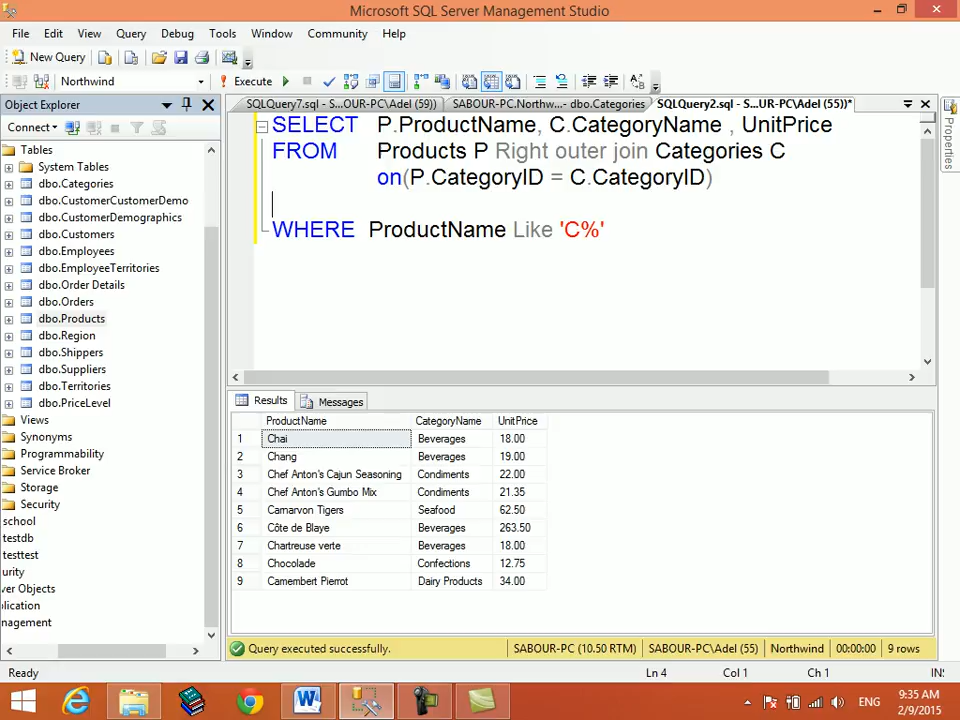 Microsoft SQL Server Management Studio
File Edit View Query Debug Tools Window Community Help
New Query
Northwind Execute
Object Explorer
SQLQuery7.sql - S...OUR-PC\Adel (59)) SABOUR-PC.Northw...- dbo.Categories SQLQuery2.sql - S...UR-PC\Adel (55))*
Connect
Properties
Tables
System Tables
dbo.Categories
dbo.CustomerCustomerDemo
dbo.CustomerDemographics
dbo.Customers
dbo.Employees
dbo.EmployeeTerritories
dbo.Order Details
dbo.Orders
dbo.Products
dbo.Region
dbo.Shippers
dbo.Suppliers
dbo.Territories
dbo.PriceLevel
Views
Synonyms
Programmability
Service Broker
Storage
Security
school
testdb
testtest
urity
ver Objects
lication
nagement
SELECT P.ProductName, C.CategoryName , UnitPrice
FROM Products P Right outer join Categories C
on(P.CategoryID = C.CategoryID)
WHERE ProductName Like 'C%'
Results Messages
ProductName CategoryName UnitPrice
1 Chai Beverages 18.00
2 Chang Beverages 19.00
3 Chef Anton's Cajun Seasoning Condiments 22.00
4 Chef Anton's Gumbo Mix Condiments 21.35
5 Carnarvon Tigers Seafood 62.50
6 Côte de Blaye Beverages 263.50
7 Chartreuse verte Beverages 18.00
8 Chocolade Confections 12.75
9 Camembert Pierrot Dairy Products 34.00
Query executed successfully. SABOUR-PC (10.50 RTM) SABOUR-PC\Adel (55) Northwind 00:00:00 9 rows
Ready Ln 4 Col 1 Ch 1 INS
ENG
9:35 AM
2/9/2015